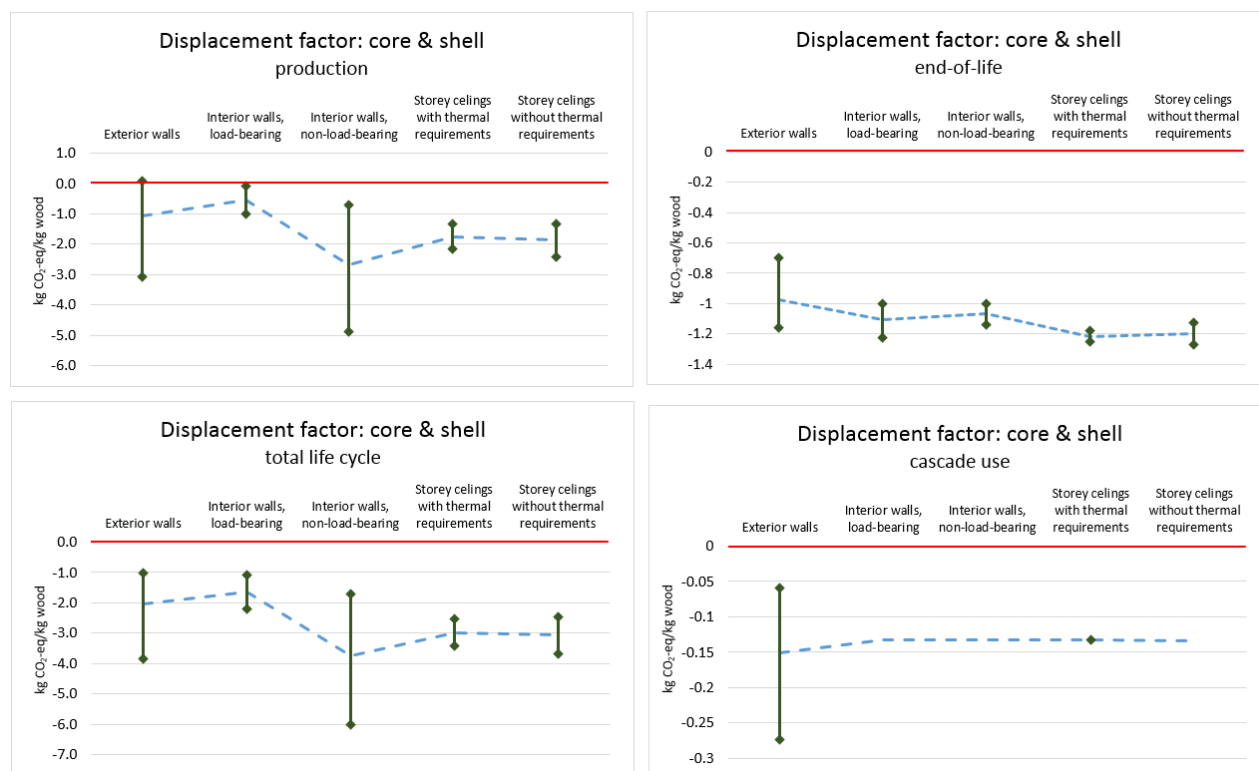 Displacement factor: core & shell
production
Exterior walls
Interior walls,
load-bearing
Interior walls,
non-load-bearing
Storey celings
with thermal
requirements
Storey celings
without thermal
requirements
kg CO₂-eq/kg wood
1.0
0.0
-1.0
-2.0
-3.0
-4.0
-5.0
-6.0
Displacement factor: core & shell
end-of-life
Exterior walls
Interior walls,
load-bearing
Interior walls,
non-load-bearing
Storey celings
with thermal
requirements
Storey celings
without thermal
requirements
kg CO₂-eq/kg wood
0
-0.2
-0.4
-0.6
-0.8
-1
-1.2
-1.4
Displacement factor: core & shell
total life cycle
Exterior walls
Interior walls,
load-bearing
Interior walls,
non-load-bearing
Storey celings
with thermal
requirements
Storey celings
without thermal
requirements
kg CO₂-eq/kg wood
0.0
-1.0
-2.0
-3.0
-4.0
-5.0
-6.0
-7.0
Displacement factor: core & shell
cascade use
Exterior walls
Interior walls,
load-bearing
Interior walls,
non-load-bearing
Storey celings
with thermal
requirements
Storey celings
without thermal
requirements
kg CO₂-eq/kg wood
0
-0.05
-0.1
-0.15
-0.2
-0.25
-0.3